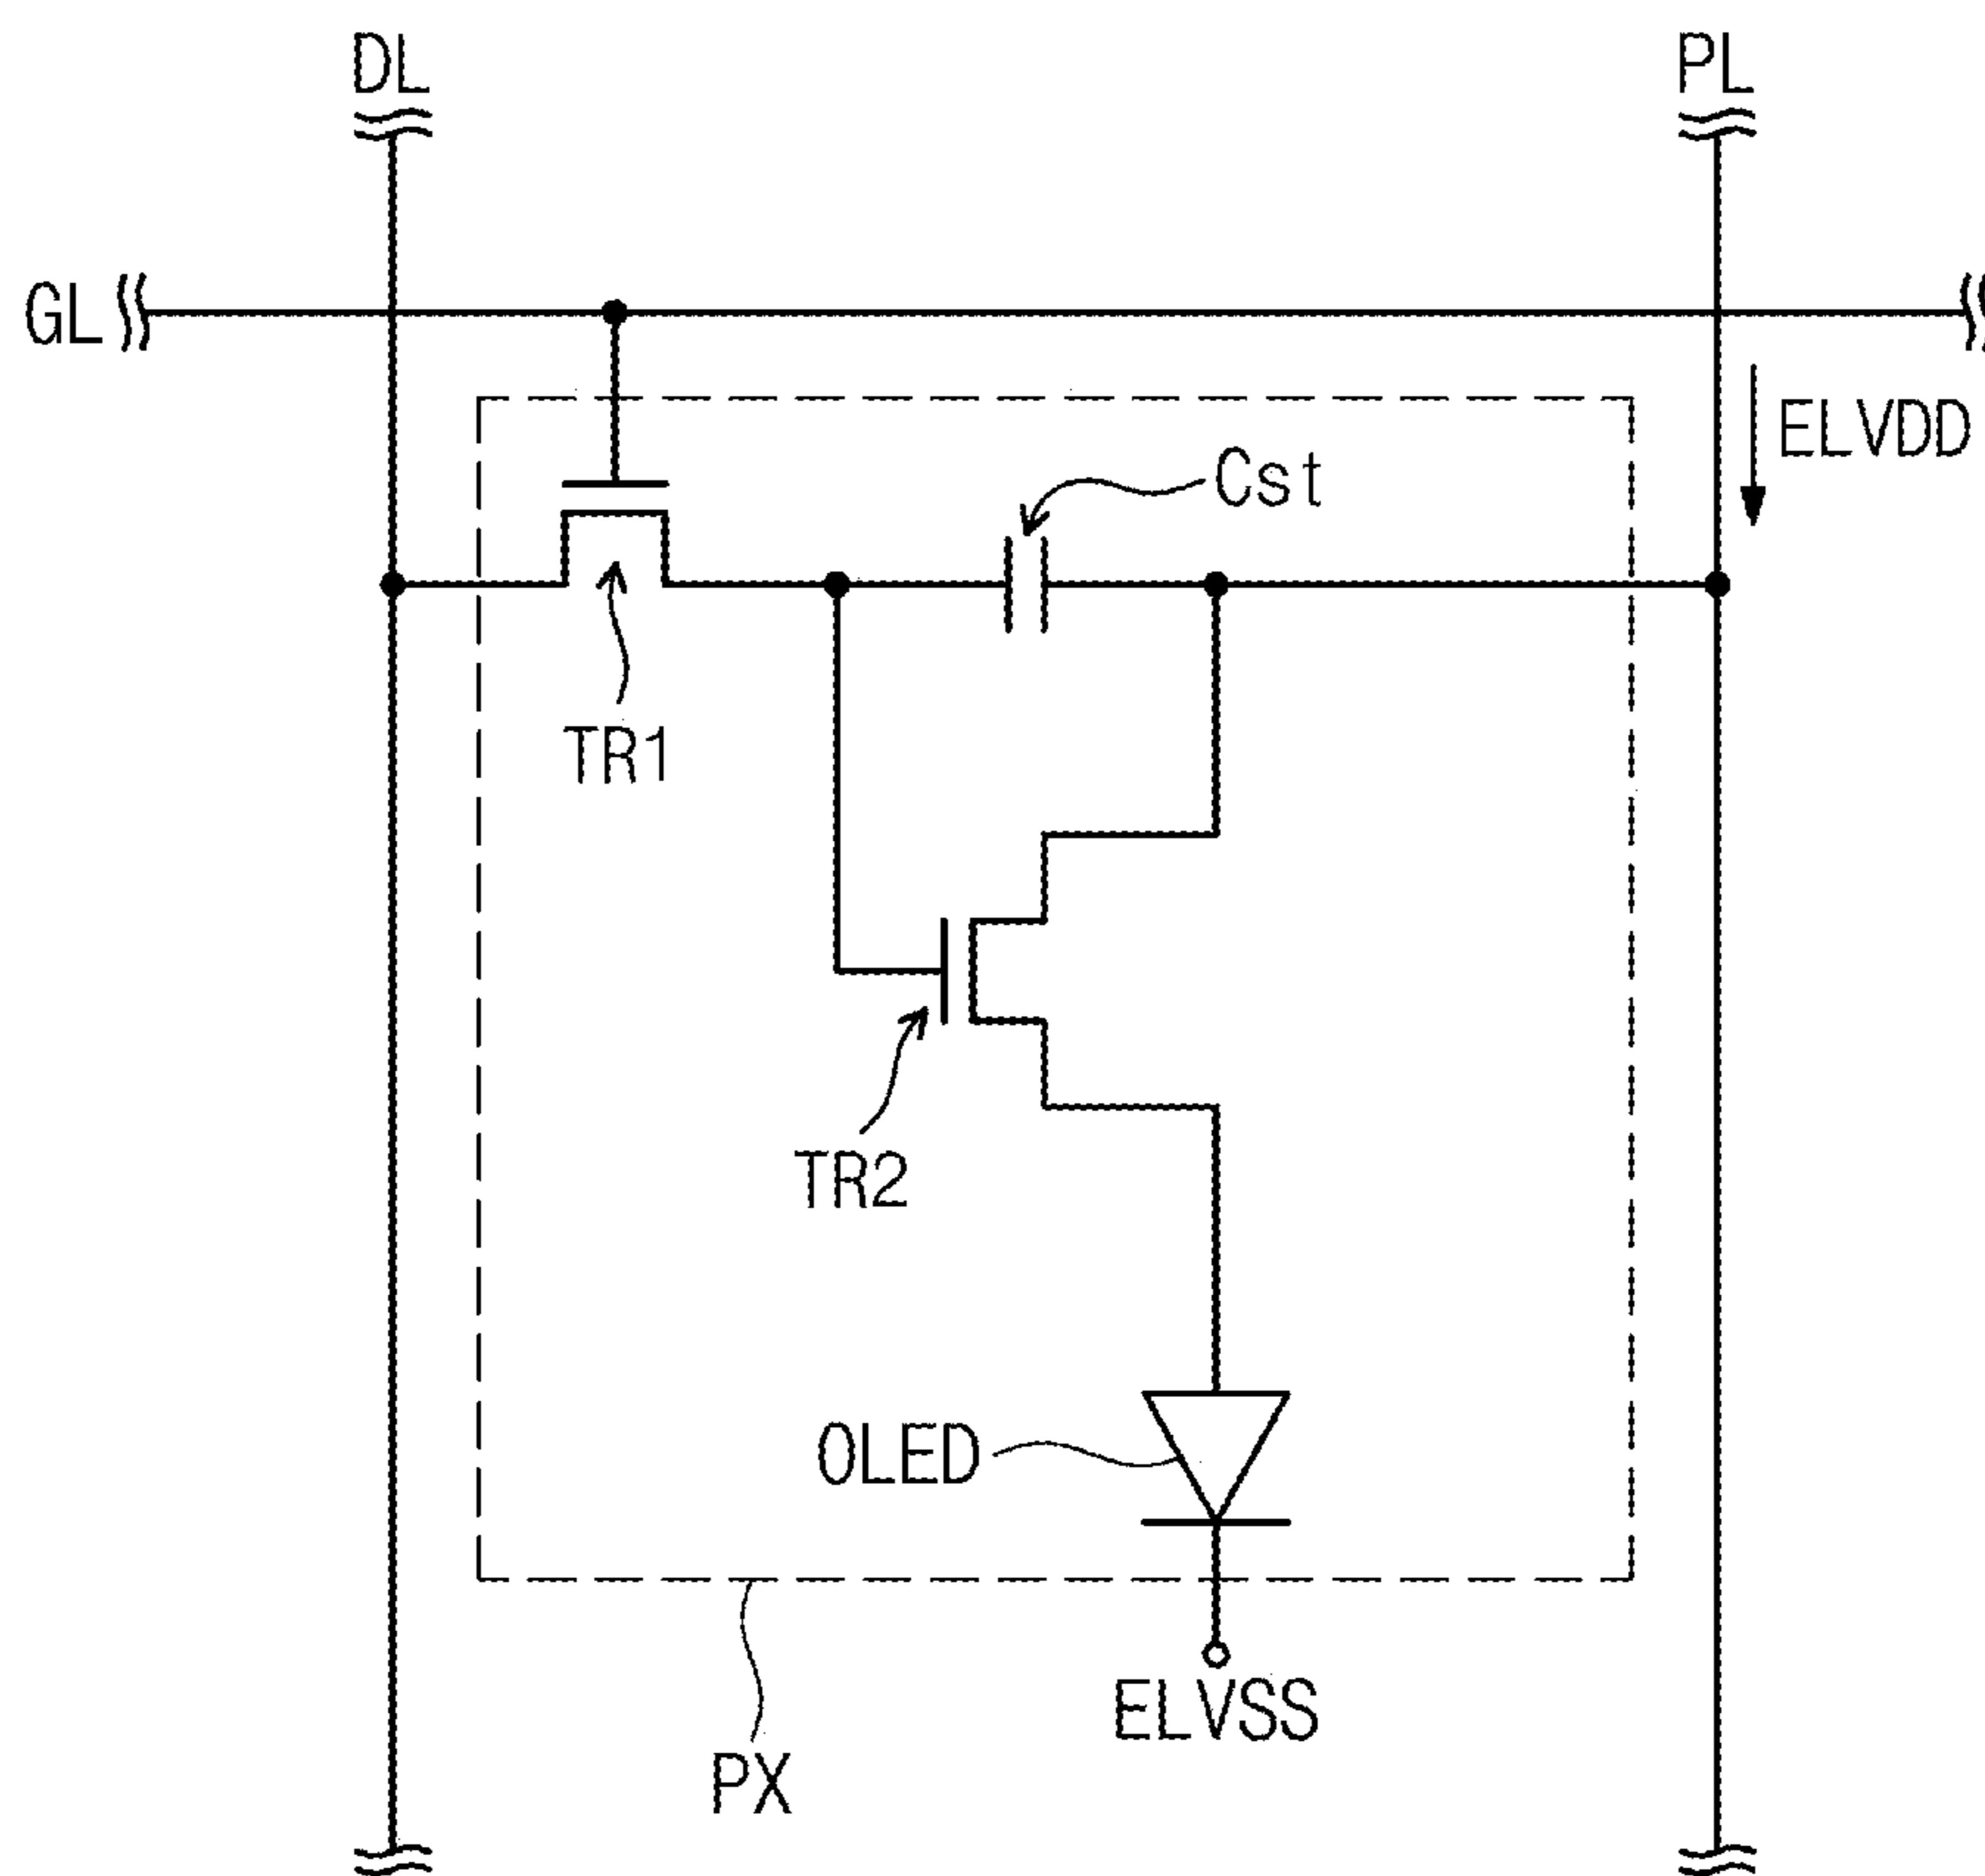 DL
PL
GL
ELVDD
Cst
TR1
TR2
OLED
ELVSS
PX